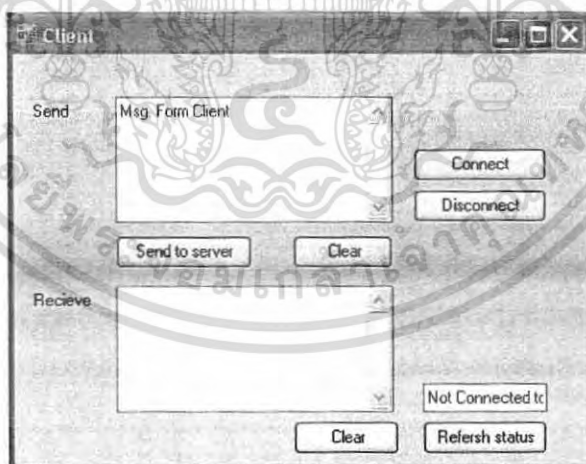 Client
Send
Msg. Form Client
Connect
Disconnect
Send to server
Clear
Recieve
Not Connected tc
Clear
Refersh status